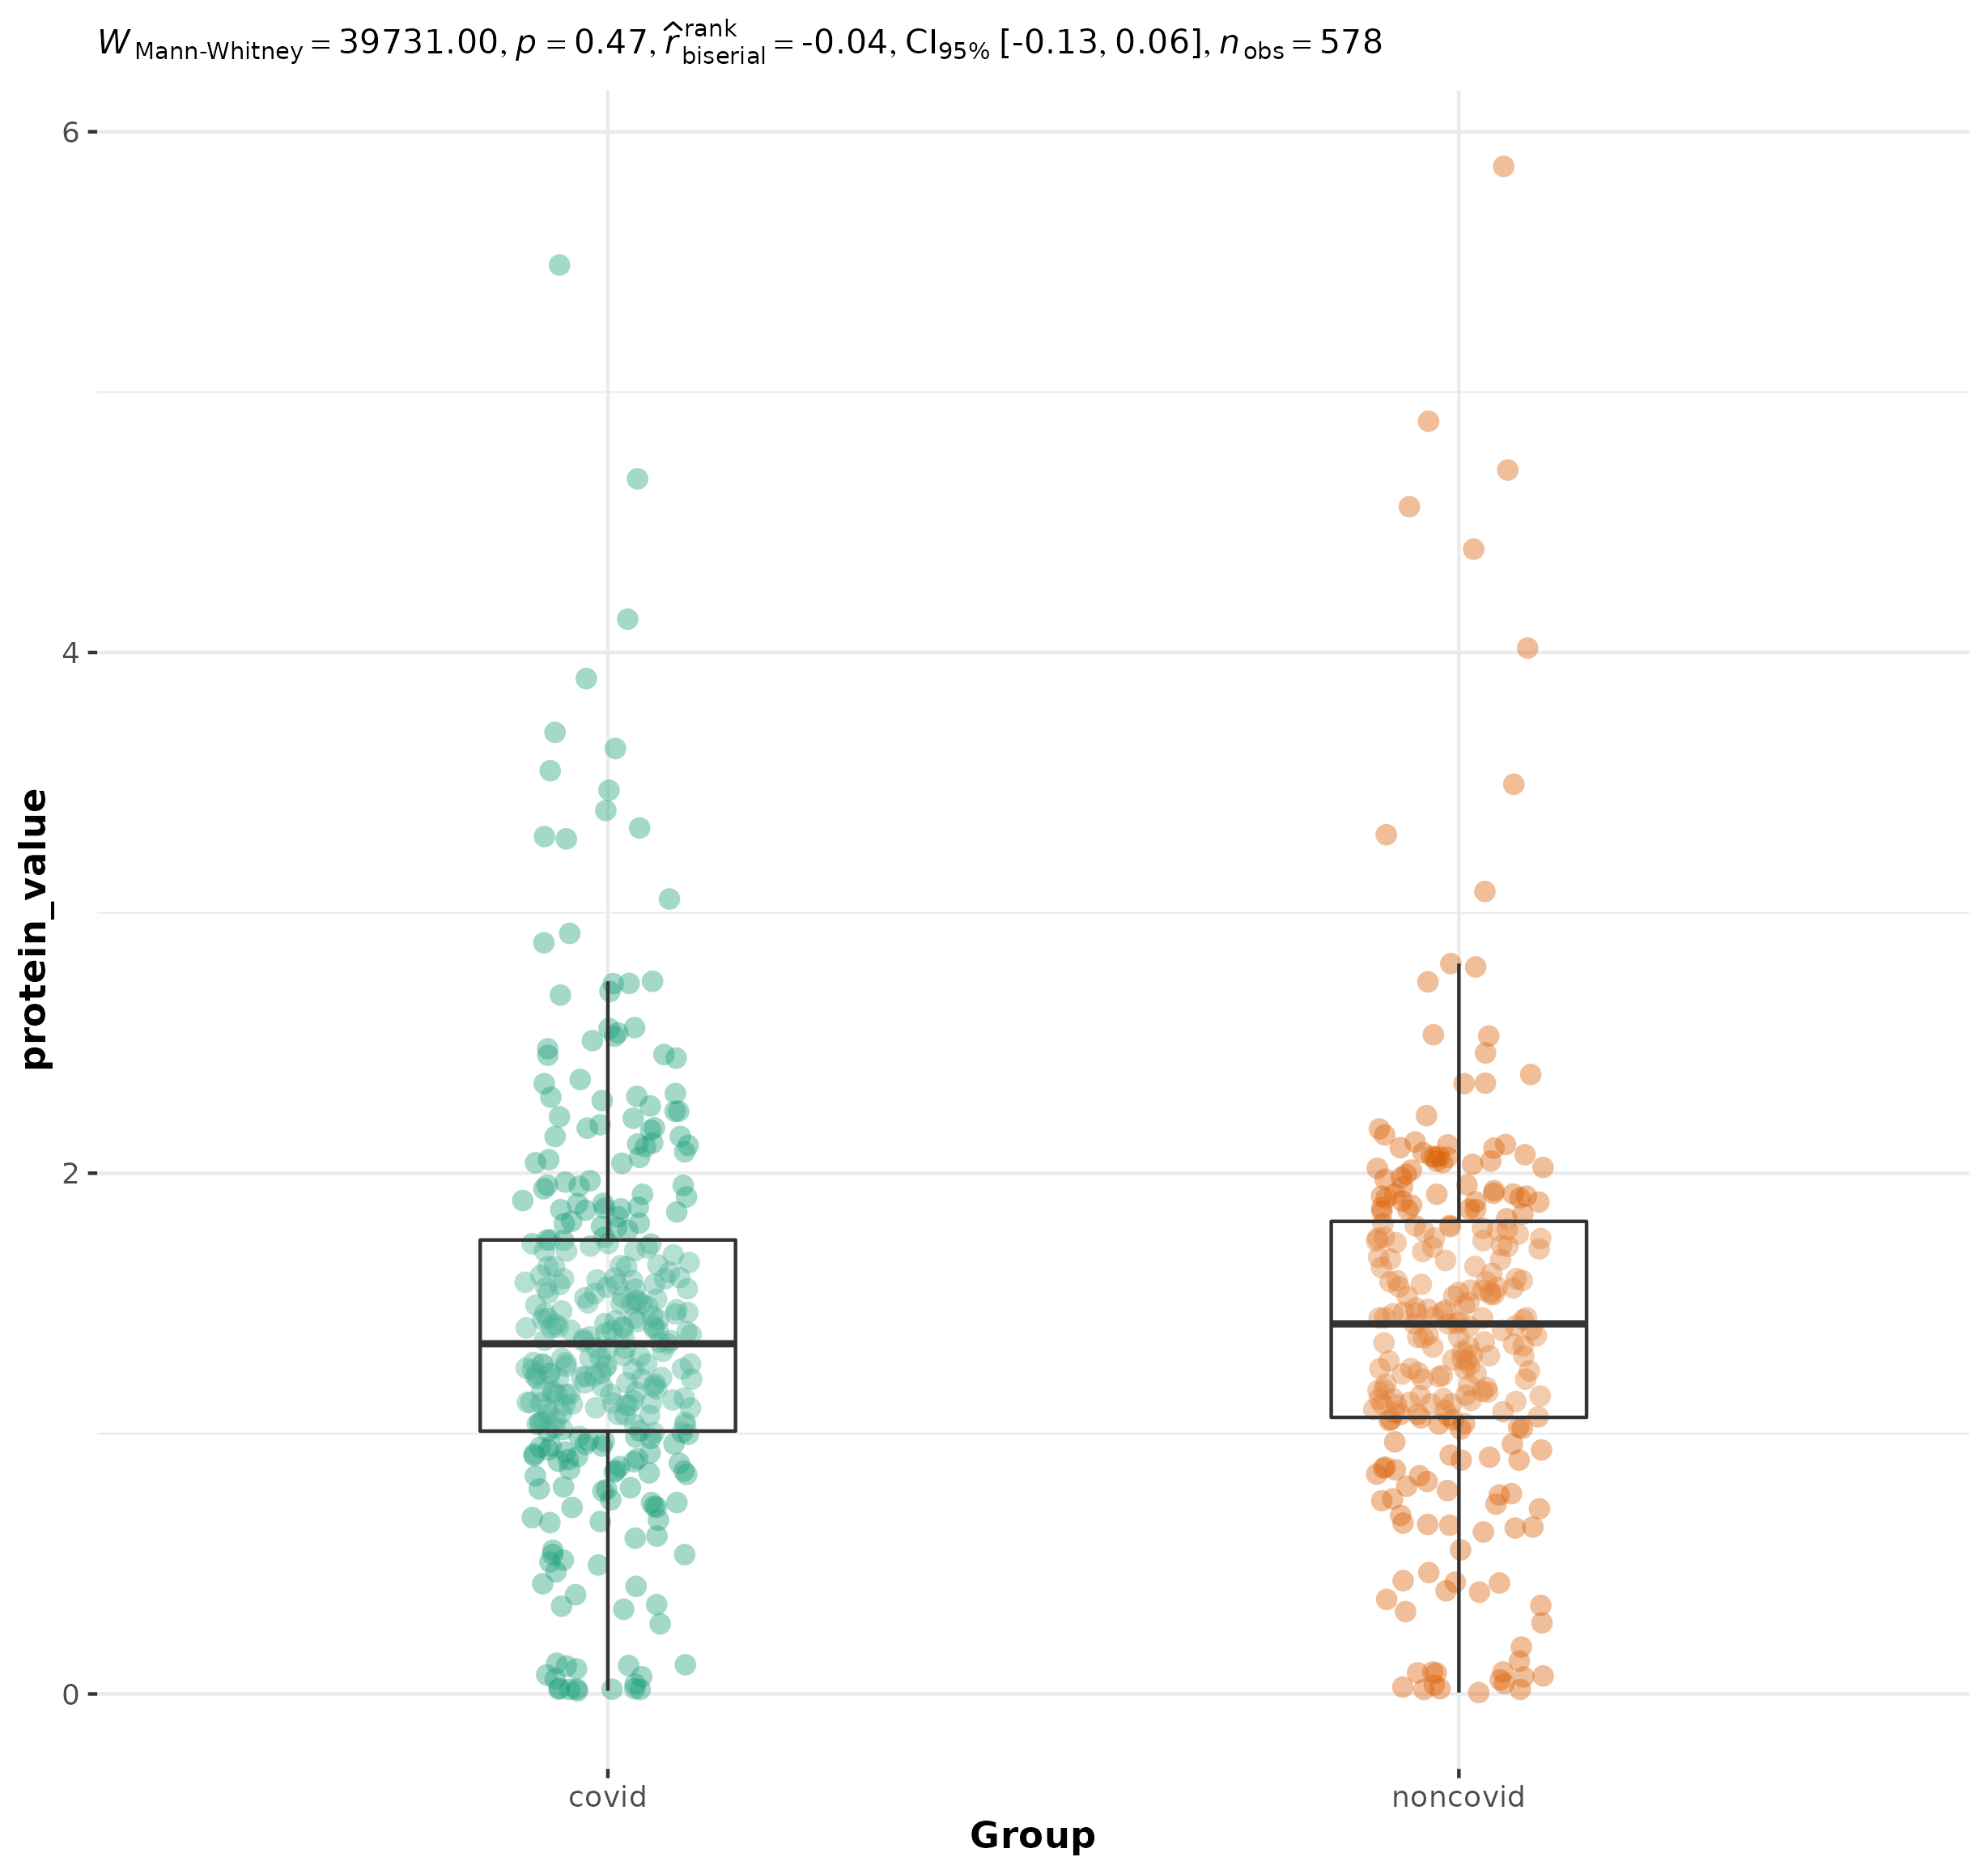 W Mann-Whitney = 39731.00, p = 0.47, r̂ rank biserial = -0.04, CI95% [-0.13, 0.06], n obs = 578
6
4
2
0
protein_value
covid noncovid
Group